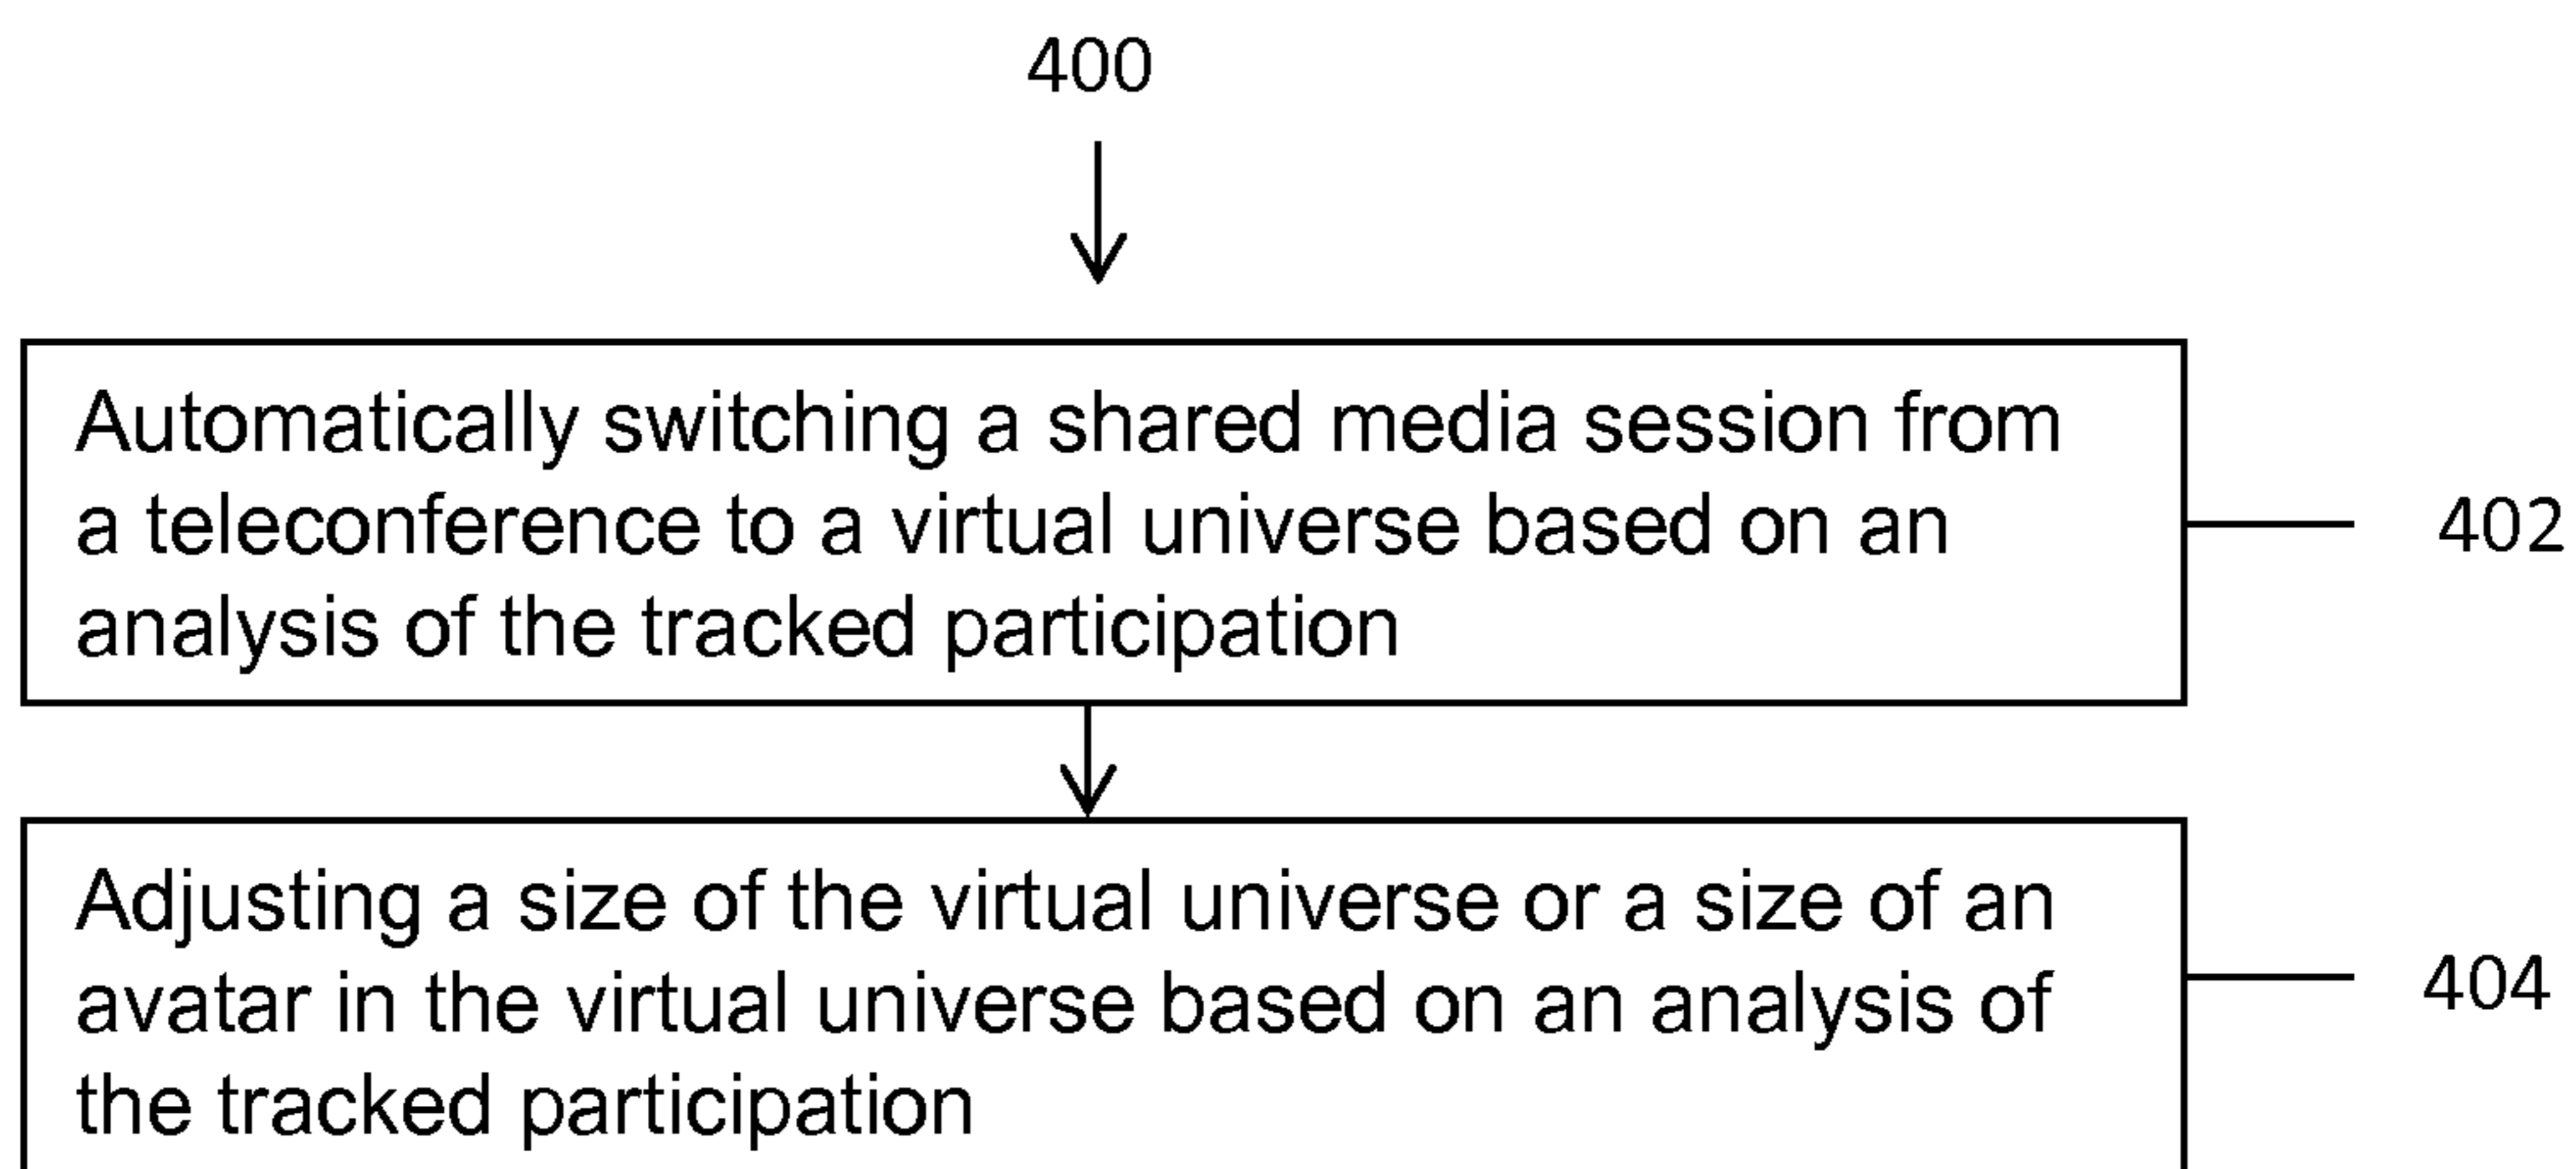 400
Automatically switching a shared media session from
a teleconference to a virtual universe based on an
analysis of the tracked participation
402
Adjusting a size of the virtual universe or a size of an
avatar in the virtual universe based on an analysis of
the tracked participation
404